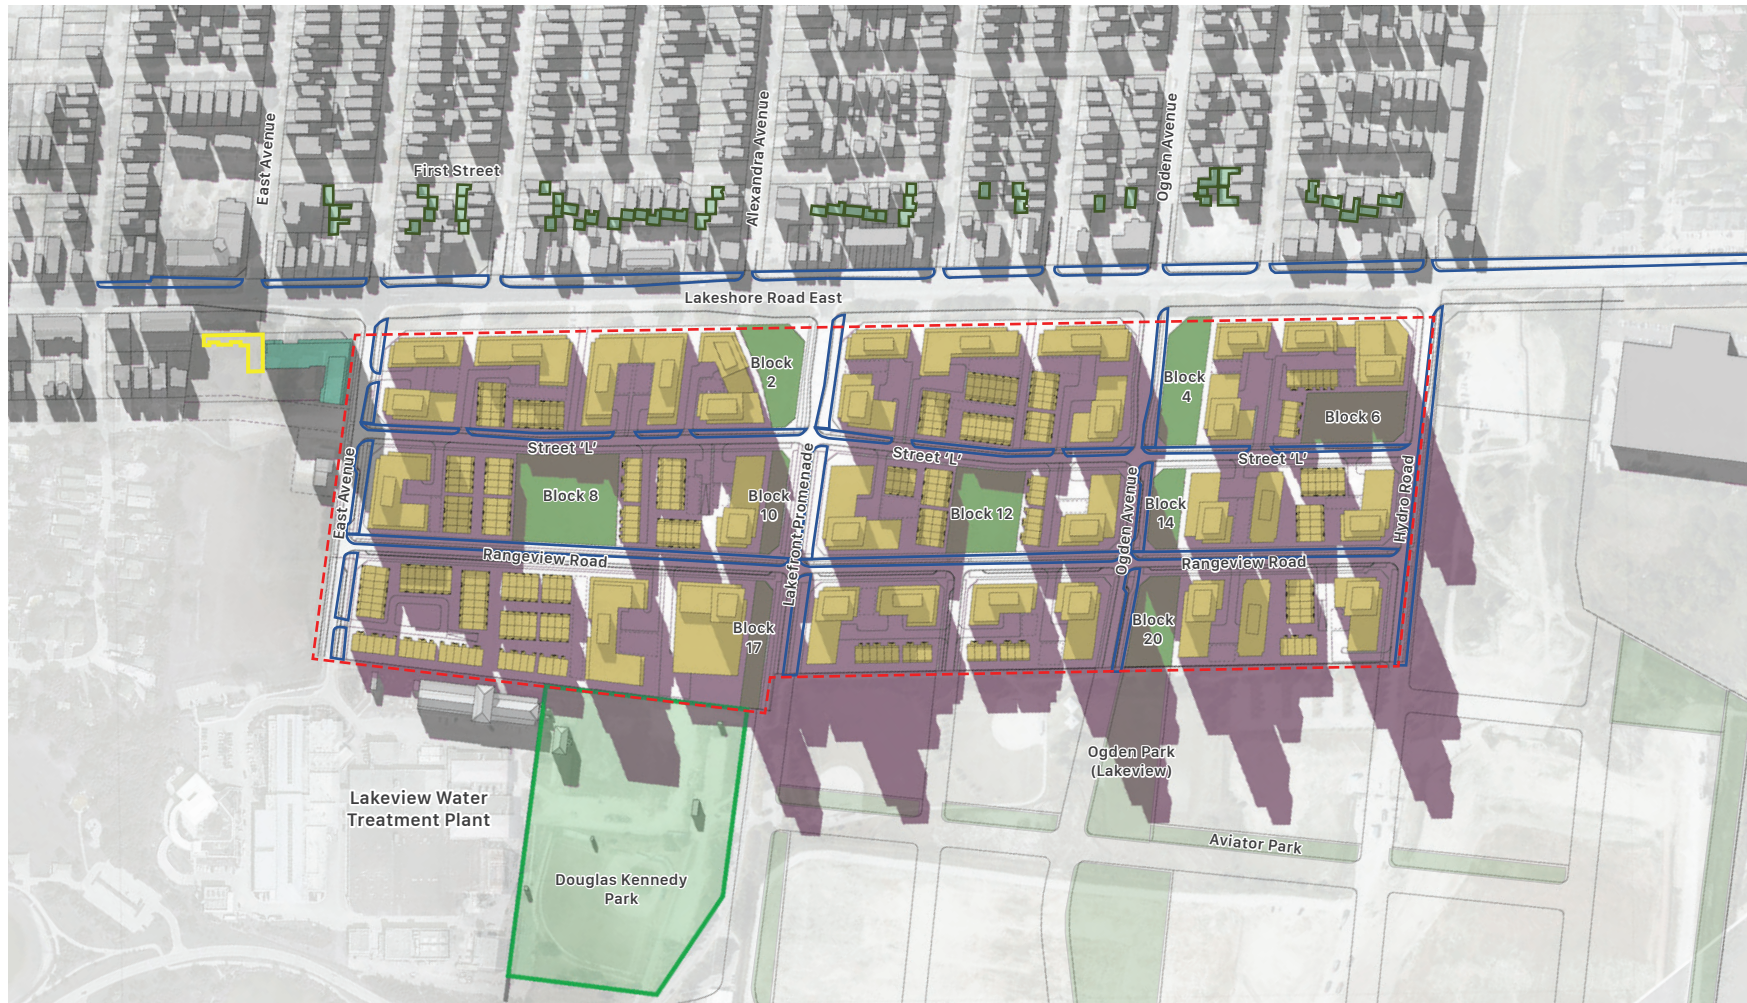 East Avenue
First Street
Alexandra Avenue
Ogden Avenue
Lakeshore Road East
Block
2
Block
4
Block 6
Street ‘L’
Street ‘L’
Street ‘L’
East Avenue
Block 8
Block
10
Lakefront Promenade
Block 12
Ogden Avenue
Block
14
Hydro Road
Rangeview Road
Rangeview Road
Block
17
Block
20
Ogden Park
(Lakeview)
Lakeview Water
Treatment Plant
Aviator Park
Douglas Kennedy
Park